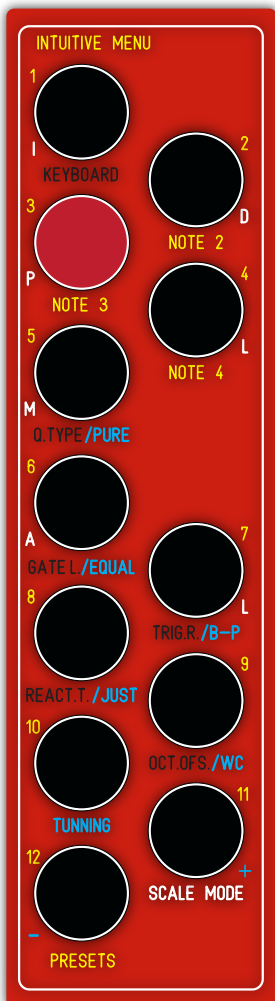 INTUITIVE MENU
1
I
KEYBOARD
2
D
NOTE 2
3
P
NOTE 3
4
L
NOTE 4
5
M
Q.TYPE/PURE
6
A
GATE L./EQUAL
7
L
TRIG.R./B-P
8
REACT.T./JUST
9
OCT.OFS./WC
10
TUNNING
11
+
SCALE MODE
12
-
PRESETS